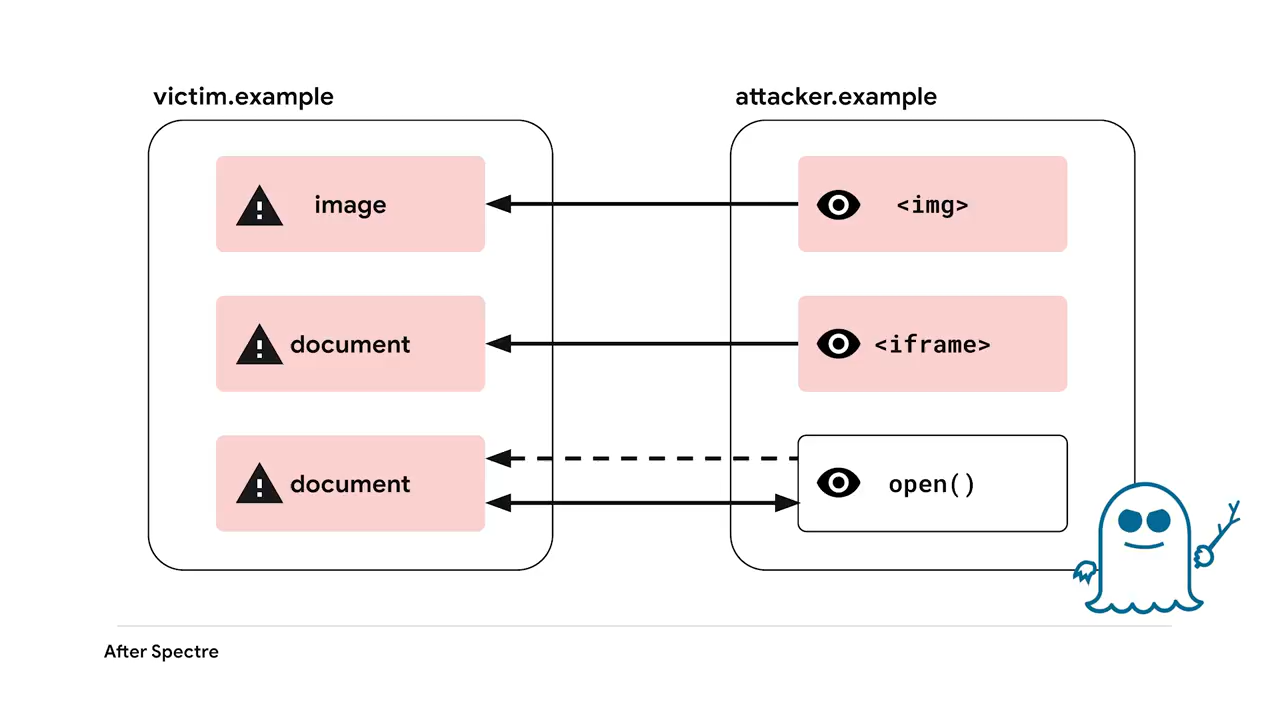 victim.example
attacker.example
image
<img>
document
<iframe>
document
open()
After Spectre